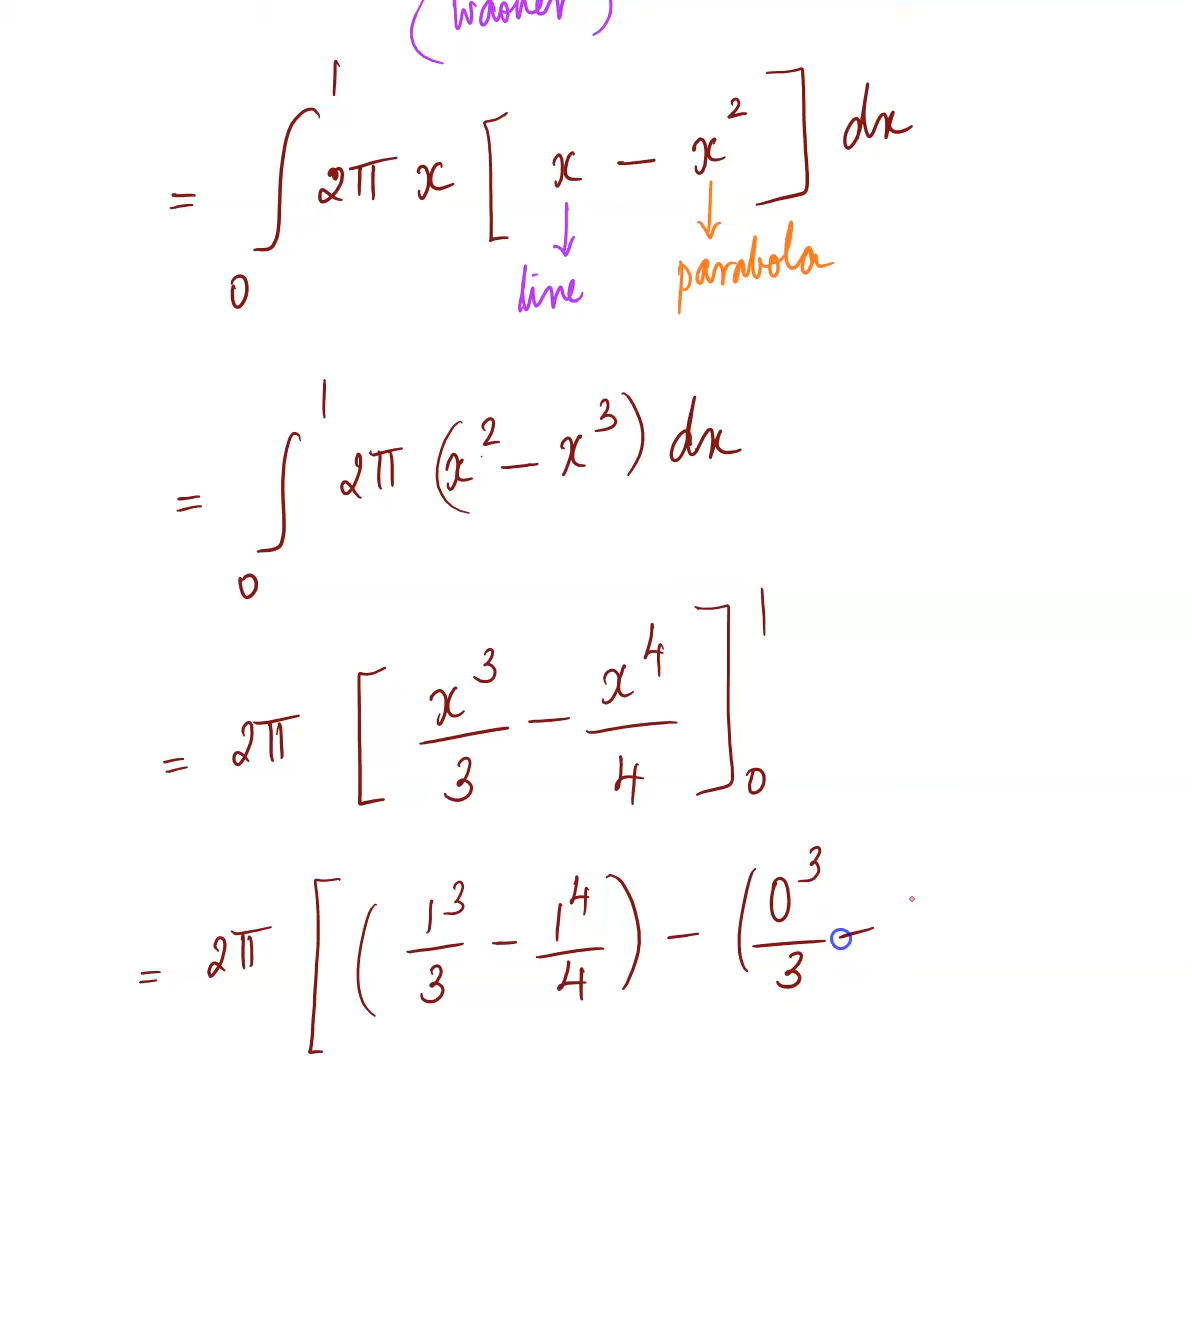 (washer)
= ∫₀¹ 2π x [ x − x² ] dx
line parabola
= ∫₀¹ 2π (x² − x³) dx
= 2π [ x³/3 − x⁴/4 ]₀¹
= 2π [ ( 1³/3 − 1⁴/4 ) − ( 0³/3 −